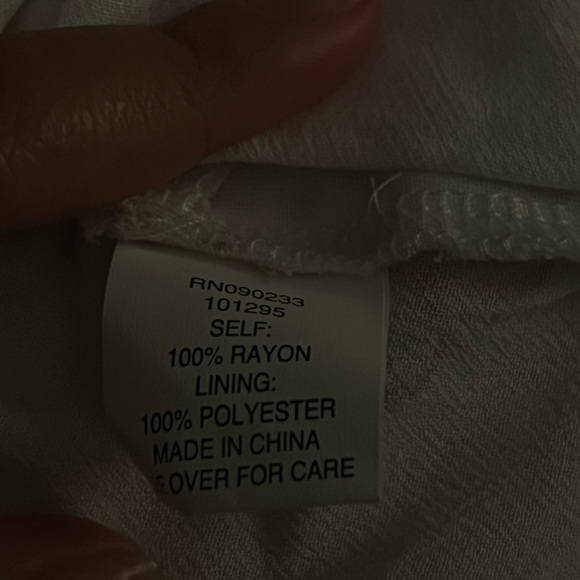 RN090233
101295
SELF:
100% RAYON
LINING:
100% POLYESTER
MADE IN CHINA
OVER FOR CARE